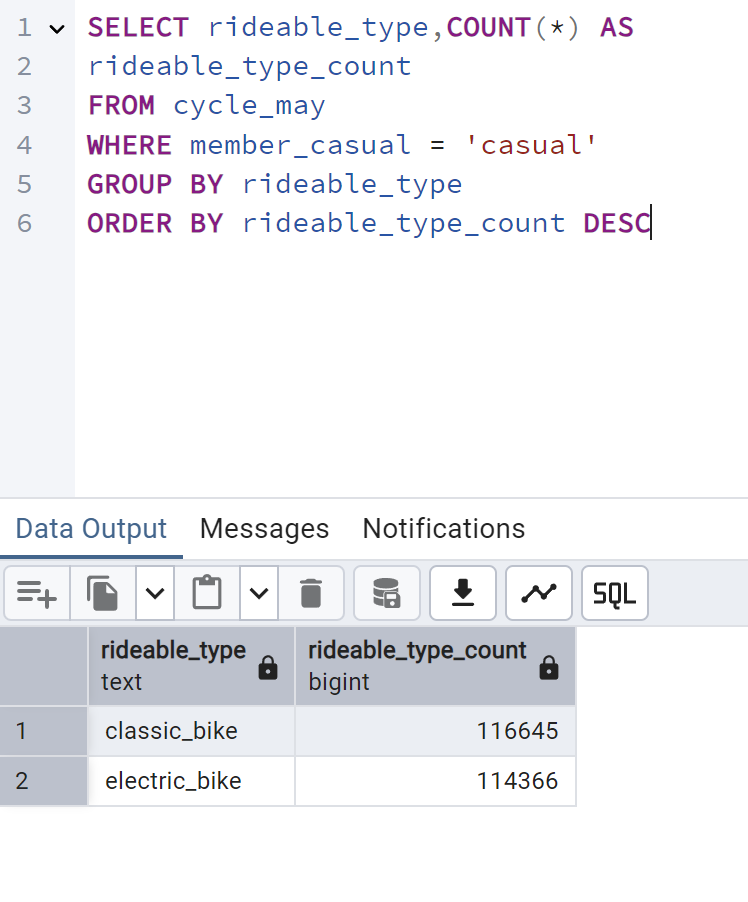 1 SELECT rideable_type,COUNT(*) AS
2 rideable_type_count
3 FROM cycle_may
4 WHERE member_casual = 'casual'
5 GROUP BY rideable_type
6 ORDER BY rideable_type_count DESC
Data Output Messages Notifications
SQL
rideable_type rideable_type_count
text bigint
1 classic_bike 116645
2 electric_bike 114366